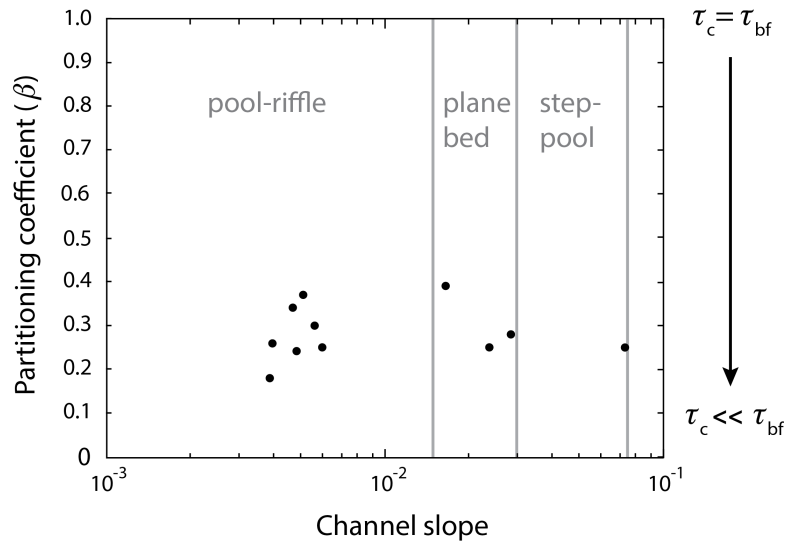 1.0
0.9
0.8
0.7
0.6
0.5
0.4
0.3
0.2
0.1
0
Partitioning coefficient (β)
pool-riffle
plane
bed
step-
pool
10-3
10-2
10-1
Channel slope
τc= τbf
τc<< τbf